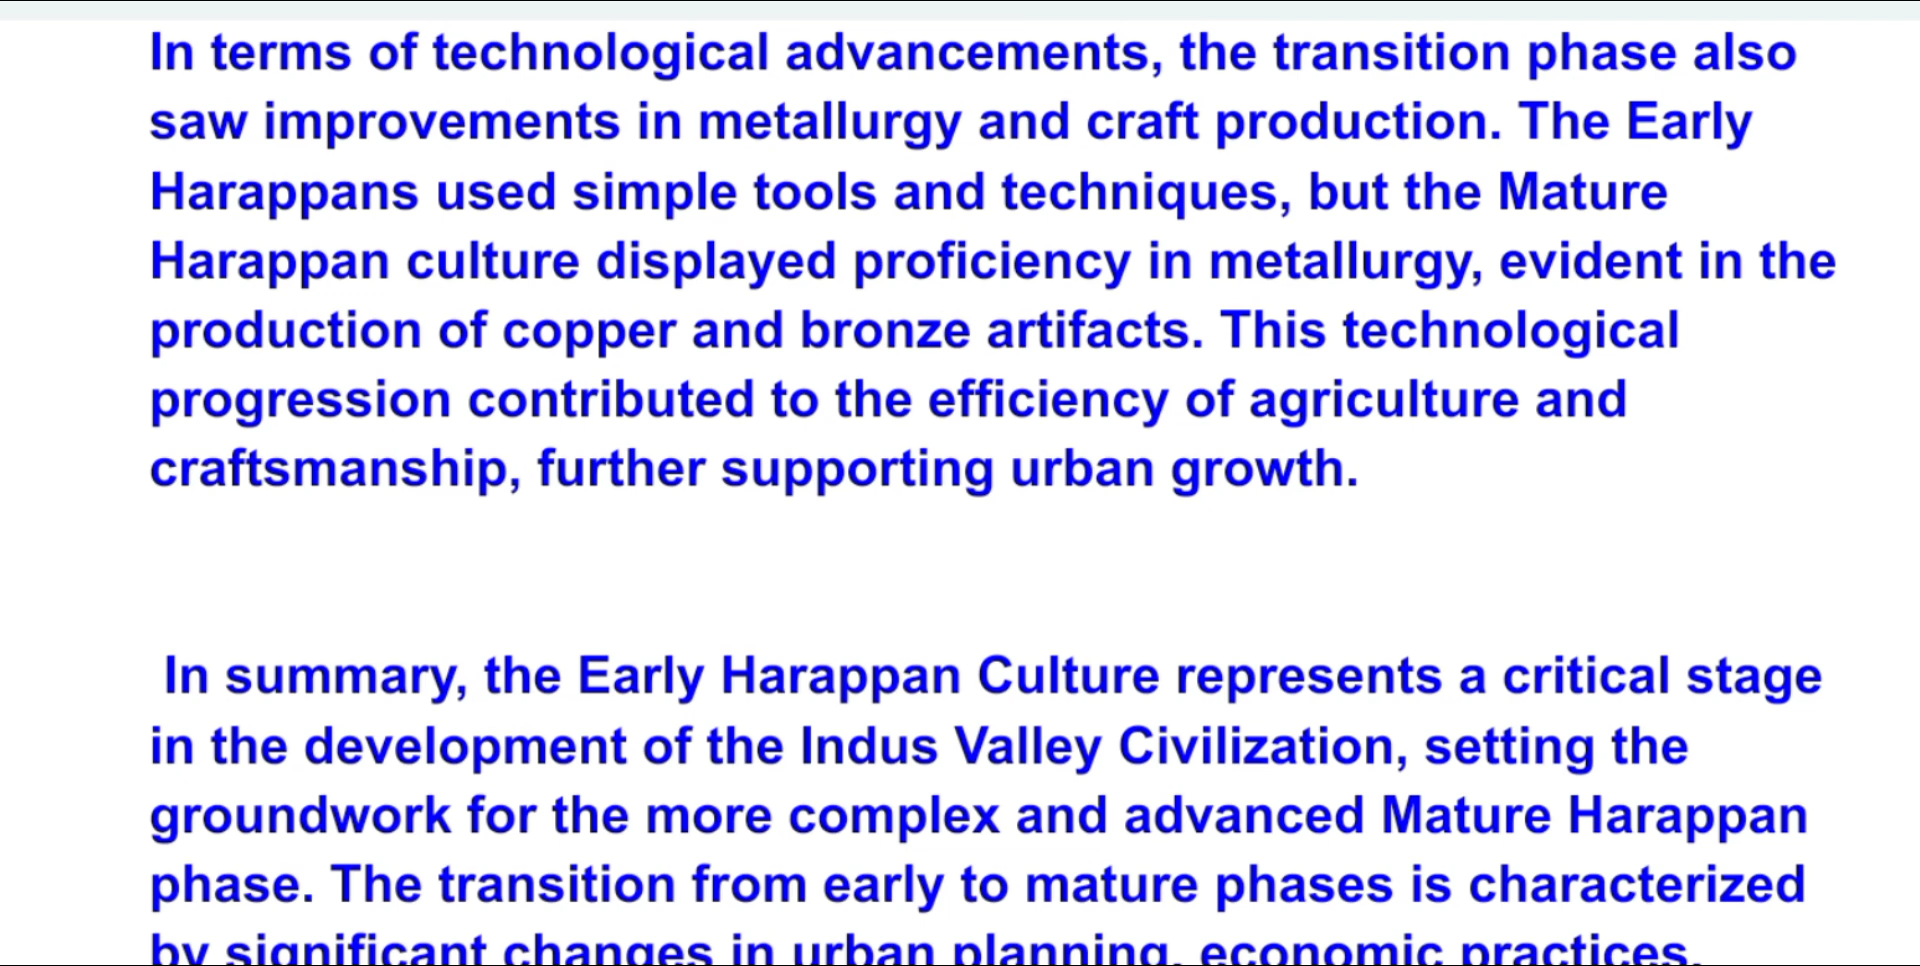 In terms of technological advancements, the transition phase also
saw improvements in metallurgy and craft production. The Early
Harappans used simple tools and techniques, but the Mature
Harappan culture displayed proficiency in metallurgy, evident in the
production of copper and bronze artifacts. This technological
progression contributed to the efficiency of agriculture and
craftsmanship, further supporting urban growth.
In summary, the Early Harappan Culture represents a critical stage
in the development of the Indus Valley Civilization, setting the
groundwork for the more complex and advanced Mature Harappan
phase. The transition from early to mature phases is characterized
by significant changes in urban planning, economic practices,